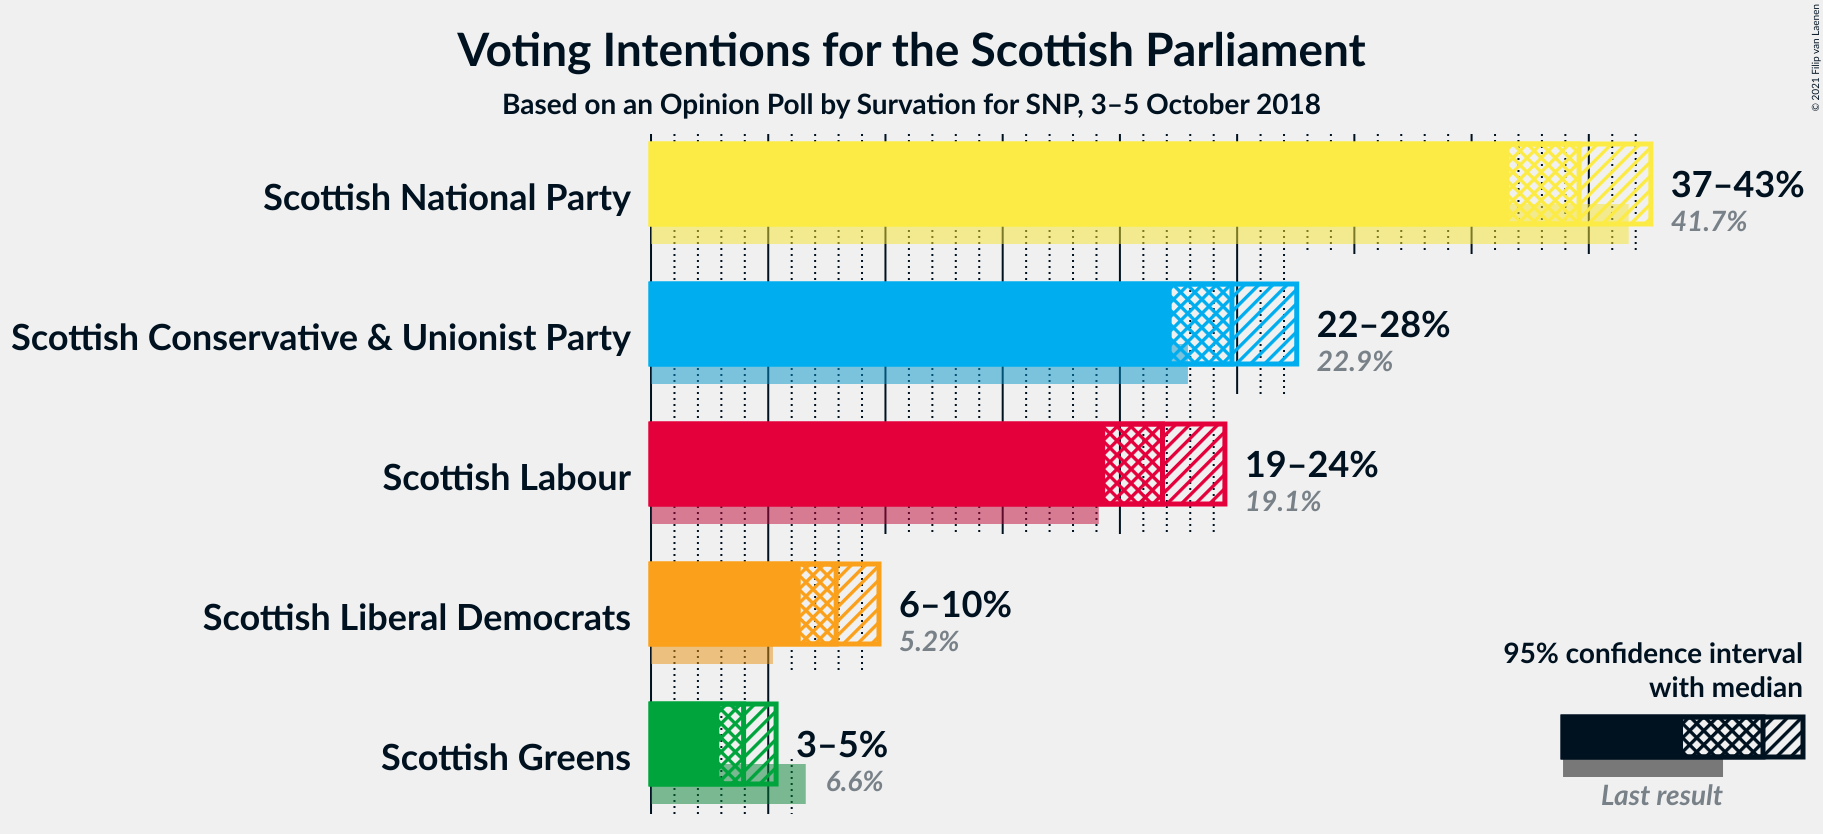 Voting Intentions for the Scottish Parliament
Based on an Opinion Poll by Survation for SNP, 3–5 October 2018
© 2021 Filip van Laenen
Scottish National Party
37–43%
41.7%
Scottish Conservative & Unionist Party
22–28%
22.9%
Scottish Labour
19–24%
19.1%
Scottish Liberal Democrats
6–10%
5.2%
Scottish Greens
3–5%
6.6%
95% confidence interval
with median
Last result